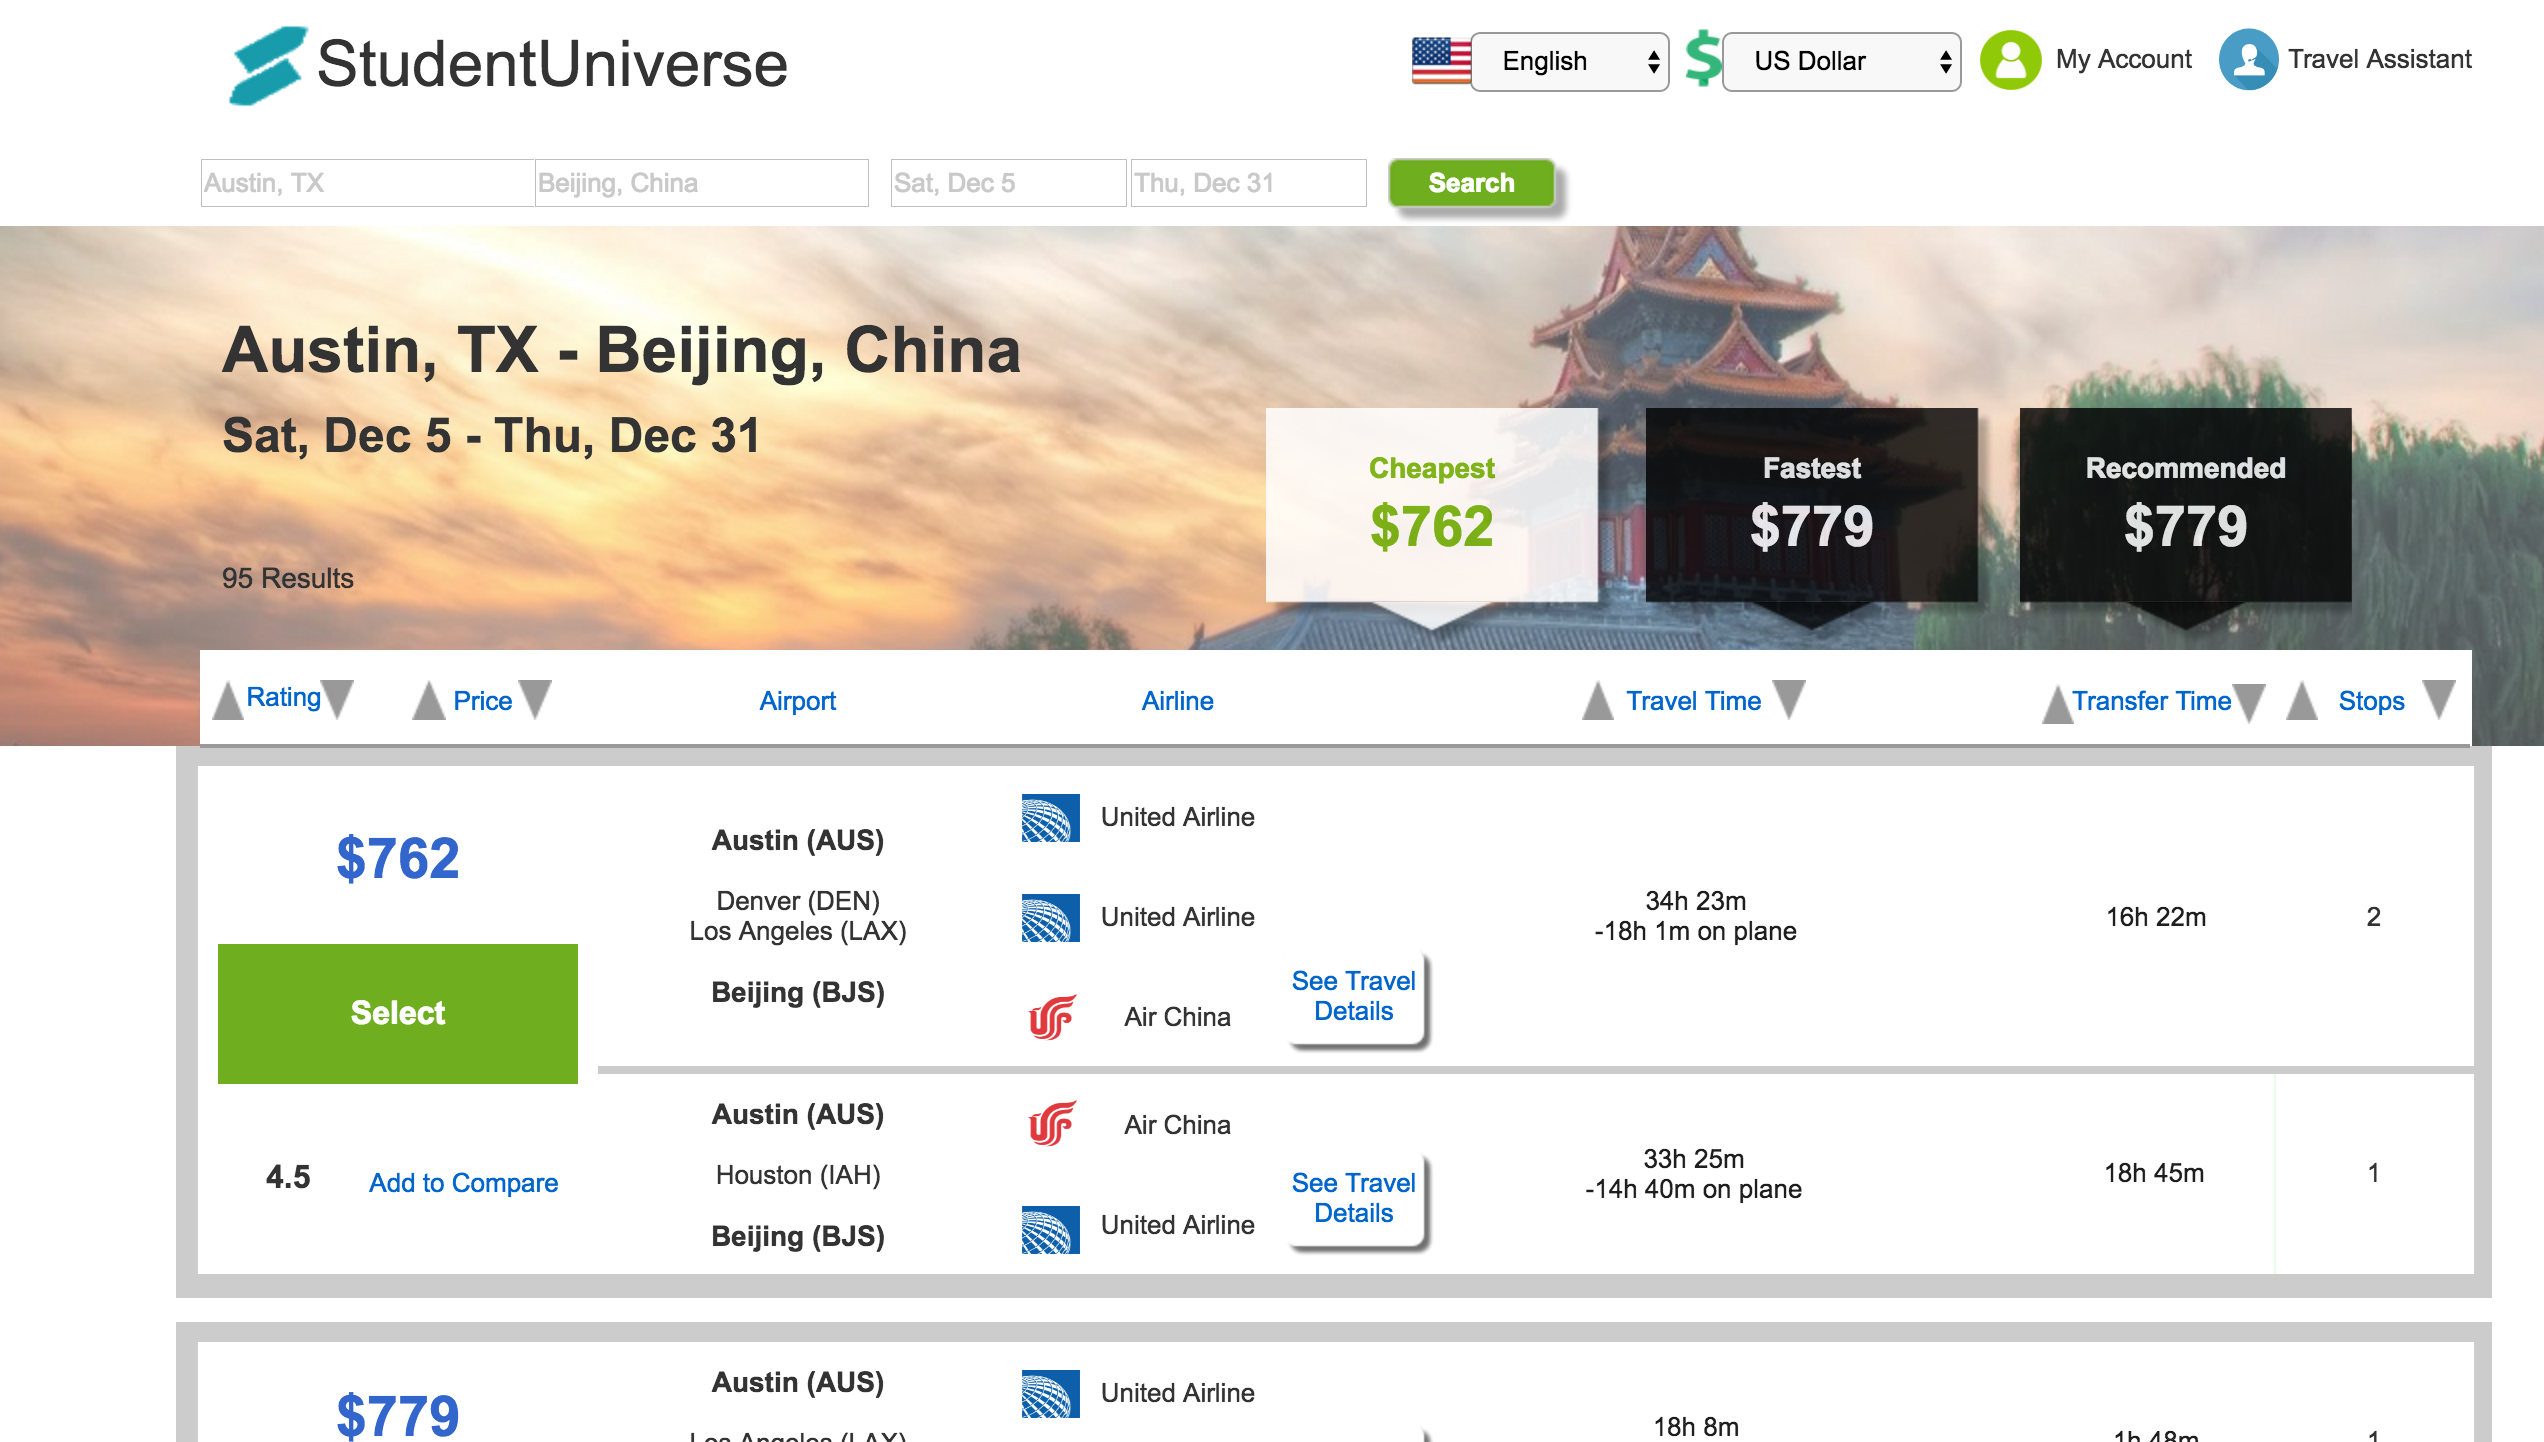 StudentUniverse
English
US Dollar
My Account
Travel Assistant
Austin, TX
Beijing, China
Sat, Dec 5
Thu, Dec 31
Search
Austin, TX - Beijing, China
Sat, Dec 5 - Thu, Dec 31
95 Results
Cheapest
$762
Fastest
$779
Recommended
$779
Rating
Price
Airport
Airline
Travel Time
Transfer Time
Stops
$762
Select
4.5
Add to Compare
Austin (AUS)
Denver (DEN)
Los Angeles (LAX)
Beijing (BJS)
United Airline
United Airline
Air China
See Travel
Details
34h 23m
-18h 1m on plane
16h 22m
2
Austin (AUS)
Houston (IAH)
Beijing (BJS)
Air China
United Airline
See Travel
Details
33h 25m
-14h 40m on plane
18h 45m
1
$779
Austin (AUS)
Los Angeles (LAX)
United Airline
18h 8m
1h 48m
1